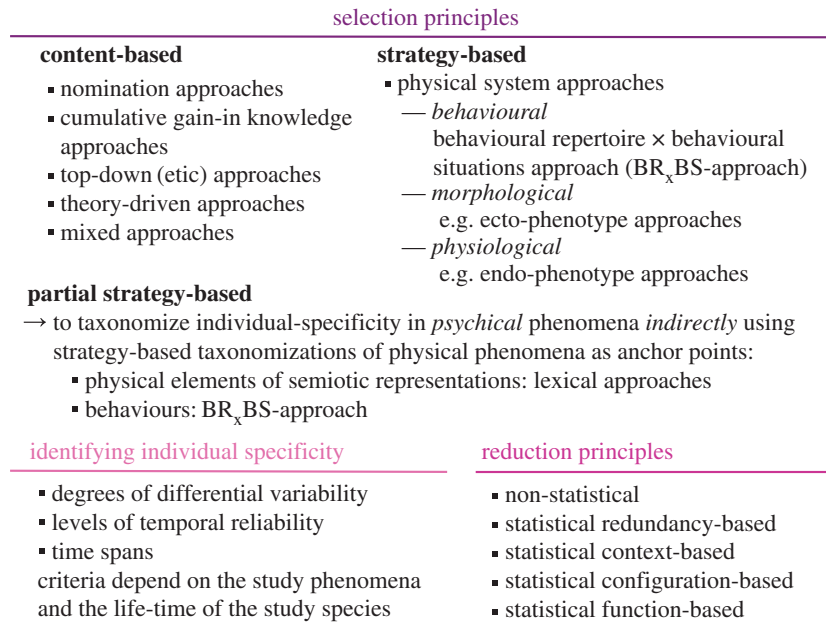 selection principles
content-based
▪ nomination approaches
▪ cumulative gain-in knowledge
approaches
▪ top-down (etic) approaches
▪ theory-driven approaches
▪ mixed approaches
strategy-based
▪ physical system approaches
— behavioural
behavioural repertoire × behavioural
situations approach (BRxBS-approach)
— morphological
e.g. ecto-phenotype approaches
— physiological
e.g. endo-phenotype approaches
partial strategy-based
→ to taxonomize individual-specificity in psychical phenomena indirectly using
strategy-based taxonomizations of physical phenomena as anchor points:
▪ physical elements of semiotic representations: lexical approaches
▪ behaviours: BRxBS-approach
identifying individual specificity
▪ degrees of differential variability
▪ levels of temporal reliability
▪ time spans
criteria depend on the study phenomena
and the life-time of the study species
reduction principles
▪ non-statistical
▪ statistical redundancy-based
▪ statistical context-based
▪ statistical configuration-based
▪ statistical function-based